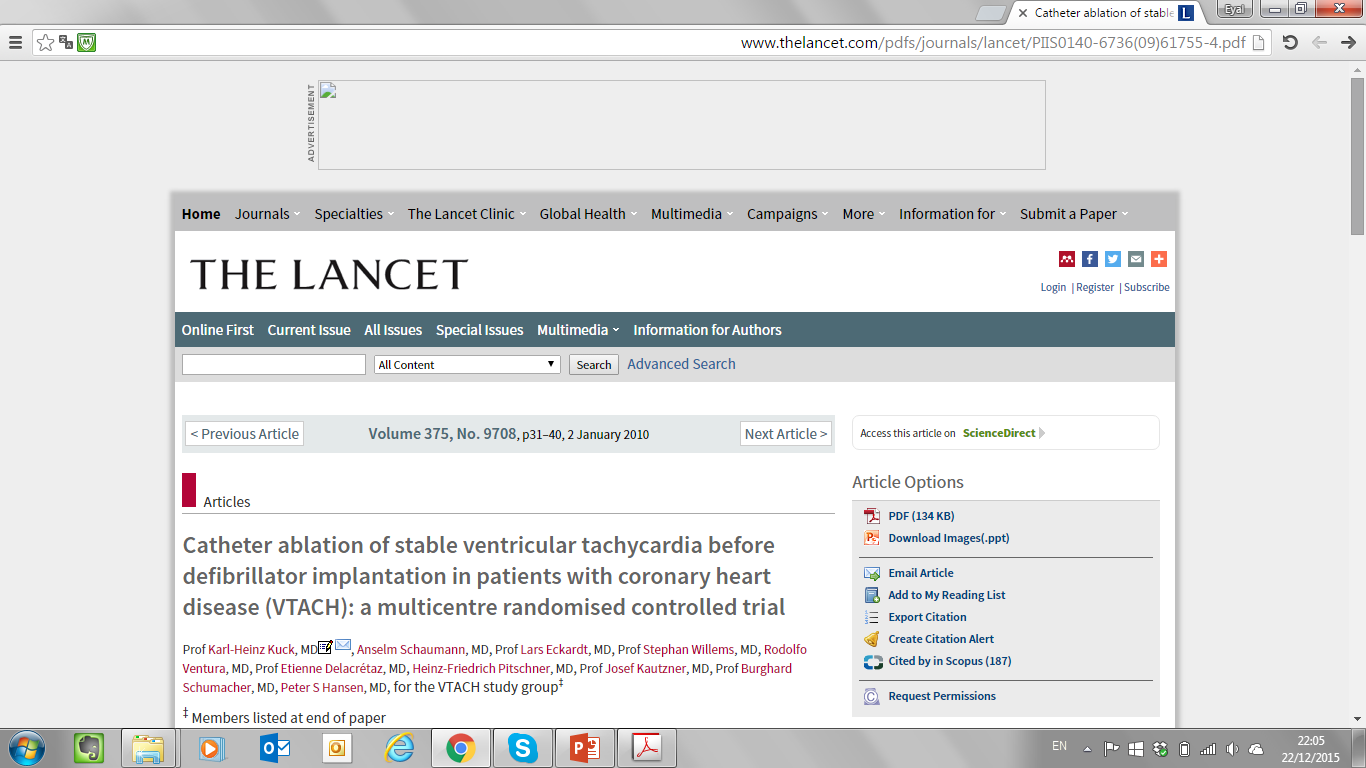 Catheter ablation of stable
Eyal
www.thelancet.com/pdfs/journals/lancet/PIIS0140-6736(09)61755-4.pdf
ADVERTISEMENT
Home Journals Specialties The Lancet Clinic Global Health Multimedia Campaigns More Information for Submit a Paper
THE LANCET
Login | Register | Subscribe
Online First Current Issue All Issues Special Issues Multimedia Information for Authors
All Content Search Advanced Search
< Previous Article Volume 375, No. 9708, p31–40, 2 January 2010 Next Article >
Access this article on ScienceDirect
Articles
Catheter ablation of stable ventricular tachycardia before
defibrillator implantation in patients with coronary heart
disease (VTACH): a multicentre randomised controlled trial
Prof Karl-Heinz Kuck, MD, Anselm Schaumann, MD, Prof Lars Eckardt, MD, Prof Stephan Willems, MD, Rodolfo
Ventura, MD, Prof Etienne Delacrétaz, MD, Heinz-Friedrich Pitschner, MD, Prof Josef Kautzner, MD, Prof Burghard
Schumacher, MD, Peter S Hansen, MD, for the VTACH study group‡
‡ Members listed at end of paper
Article Options
PDF (134 KB)
Download Images(.ppt)
Email Article
Add to My Reading List
Export Citation
Create Citation Alert
Cited by in Scopus (187)
Request Permissions
EN
22:05
22/12/2015